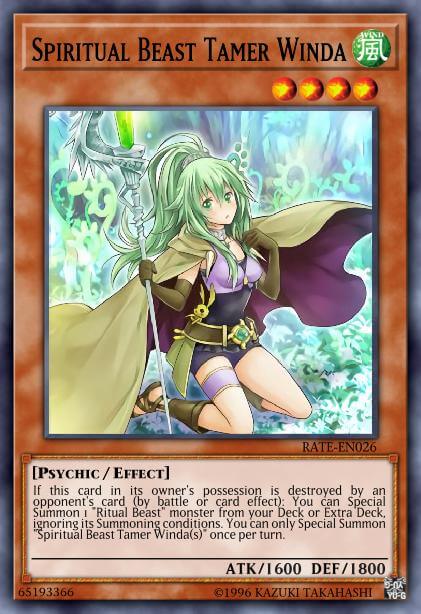 SPIRITUAL BEAST TAMER WINDA
WIND
風
RATE-EN026
[PSYCHIC / EFFECT]
If this card in its owner's possession is destroyed by an
opponent's card (by battle or card effect): You can Special
Summon 1 "Ritual Beast" monster from your Deck or Extra Deck,
ignoring its Summoning conditions. You can only Special Summon
"Spiritual Beast Tamer Winda(s)" once per turn.
ATK/1600 DEF/1800
65193366
©1996 KAZUKI TAKAHASHI